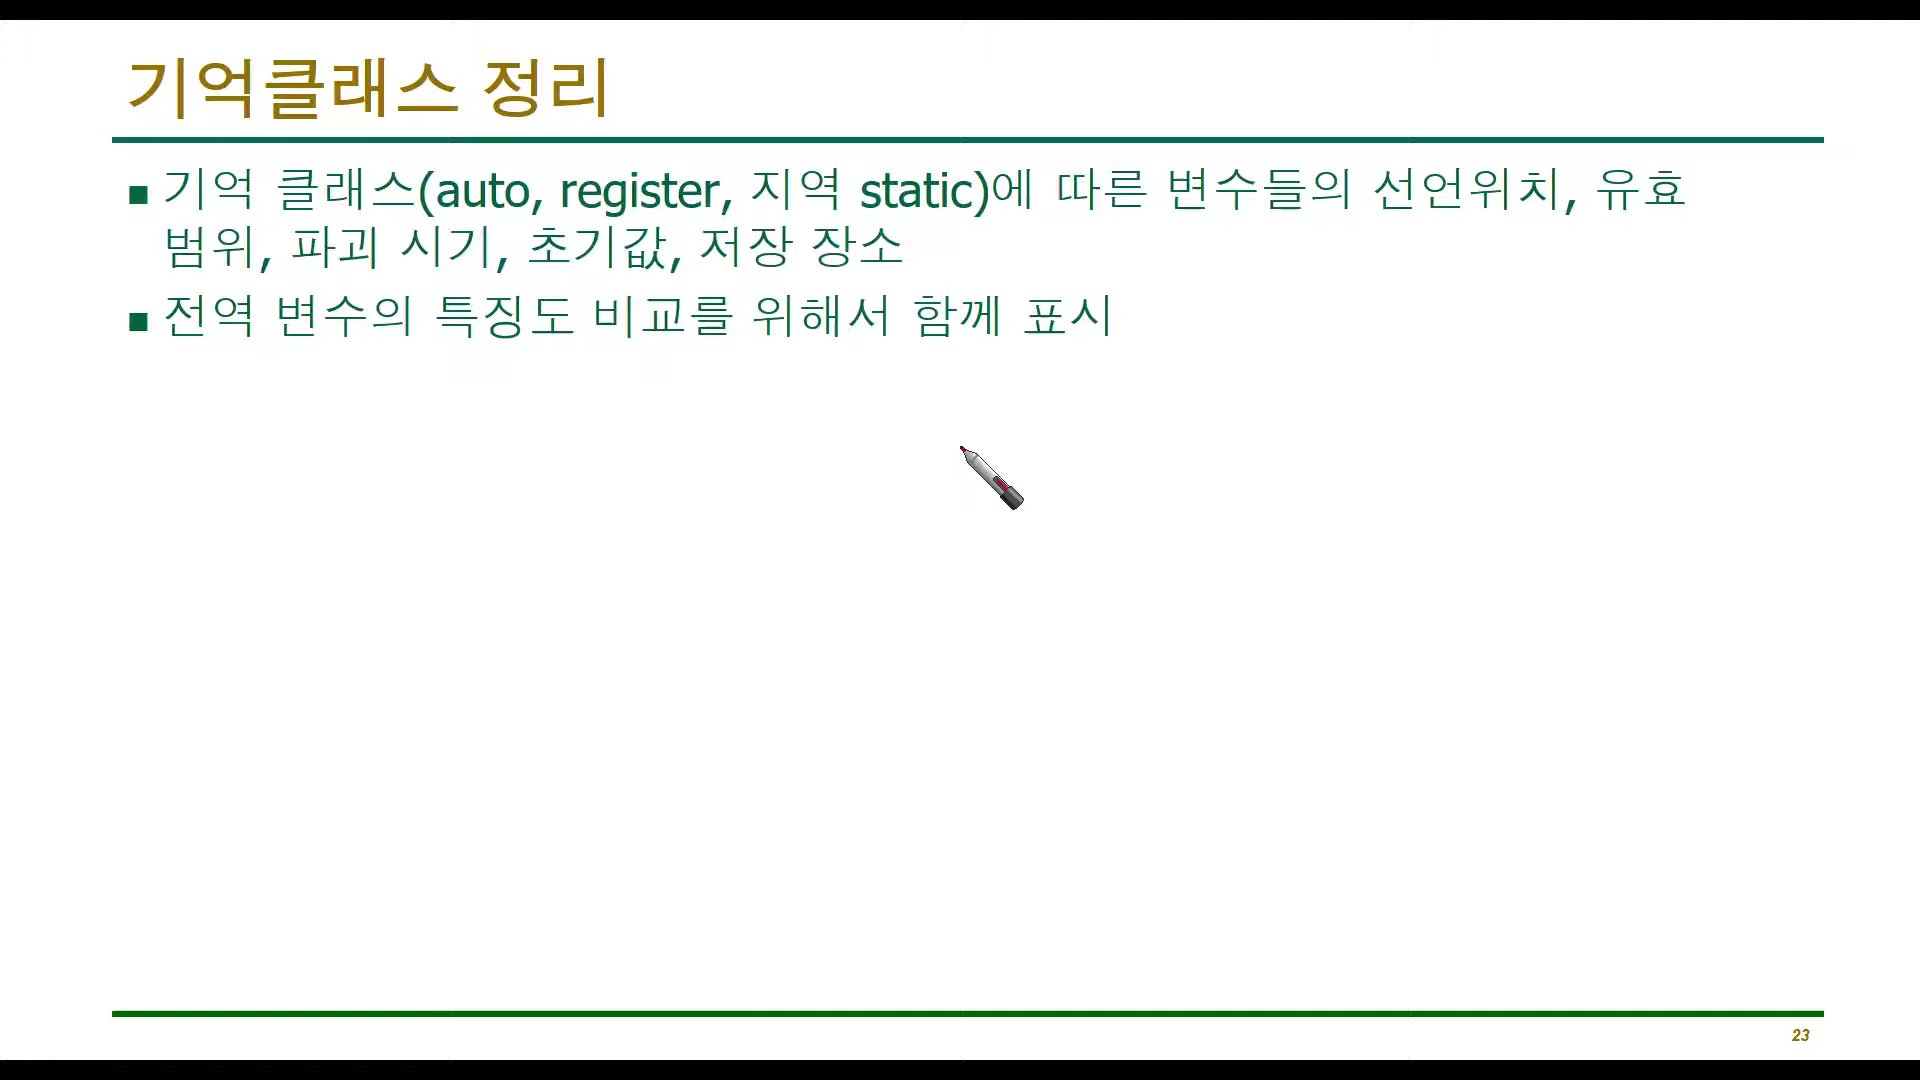 기억클래스 정리
기억 클래스(auto, register, 지역 static)에 따른 변수들의 선언위치, 유효
범위, 파괴 시기, 초기값, 저장 장소
전역 변수의 특징도 비교를 위해서 함께 표시
23